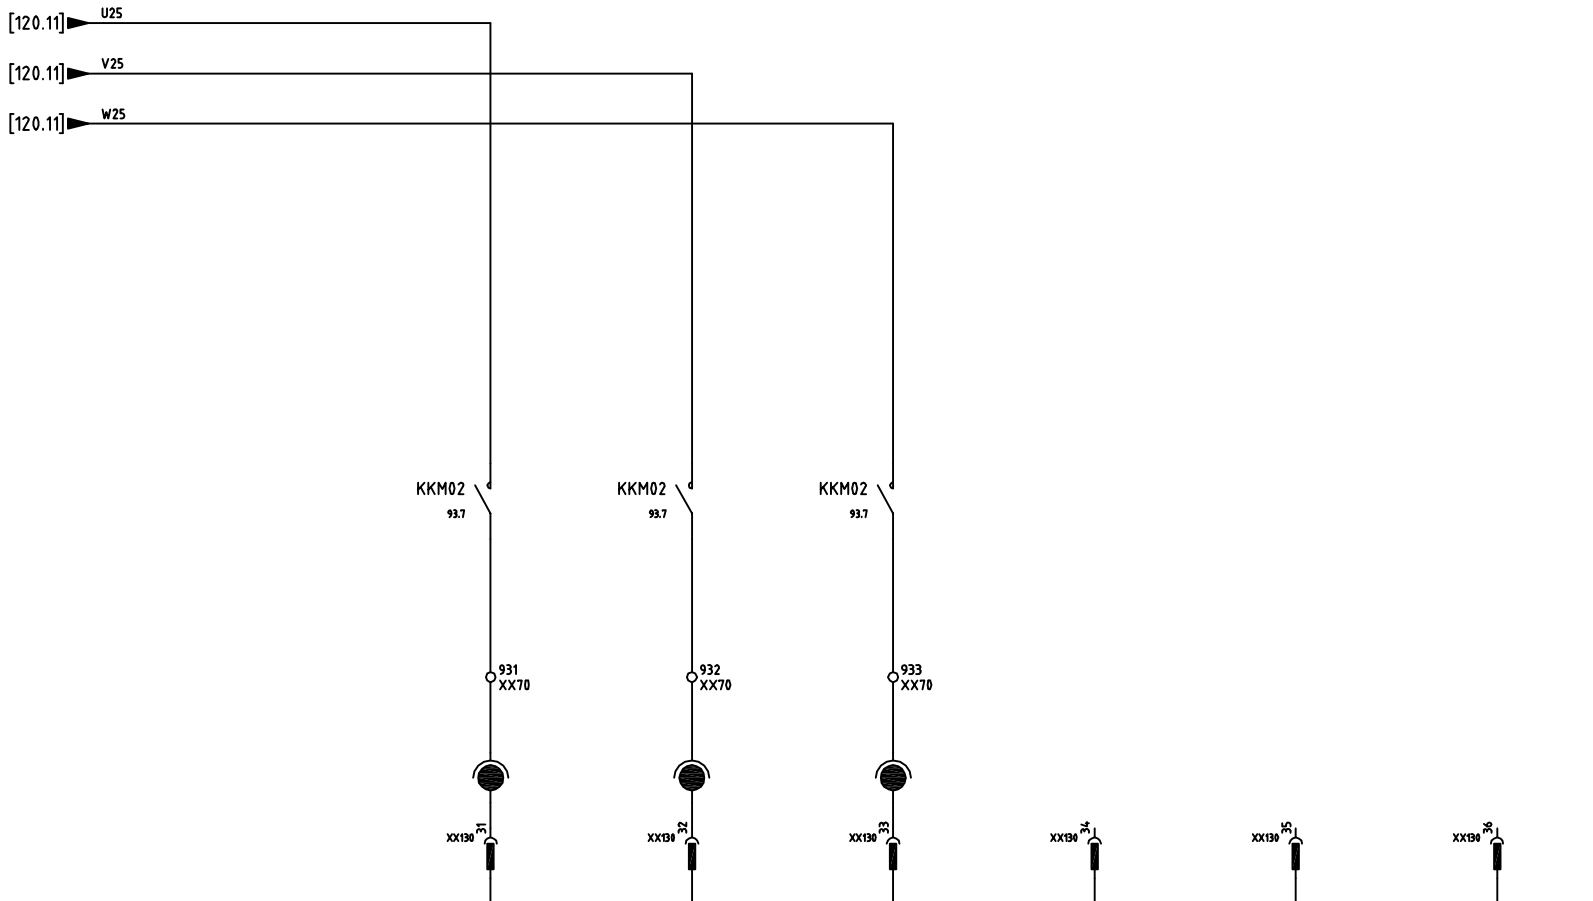 [120.11] U25
[120.11] V25
[120.11] W25
KKM02 KKM02 KKM02
93.7 93.7 93.7
931 932 933
XX70 XX70 XX70
XX130 31 XX130 32 XX130 33 XX130 34 XX130 35 XX130 36